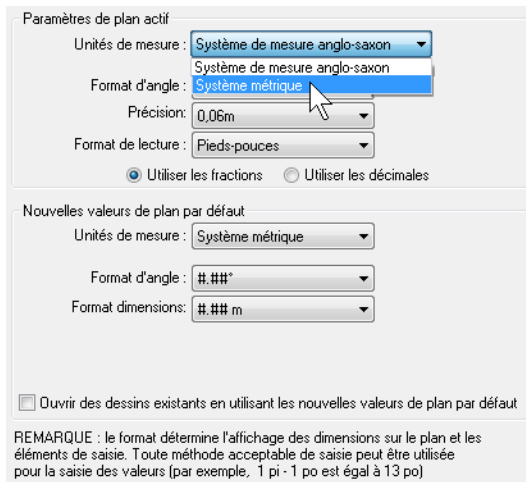 Paramètres de plan actif
Unités de mesure : Système de mesure anglo-saxon
Système de mesure anglo-saxon
Format d'angle : Système métrique
Précision: 0,06m
Format de lecture : Pieds-pouces
Utiliser les fractions Utiliser les décimales
Nouvelles valeurs de plan par défaut
Unités de mesure : Système métrique
Format d'angle : #.##°
Format dimensions: #.## m
Ouvrir des dessins existants en utilisant les nouvelles valeurs de plan par défaut
REMARQUE : le format détermine l'affichage des dimensions sur le plan et les
éléments de saisie. Toute méthode acceptable de saisie peut être utilisée
pour la saisie des valeurs (par exemple, 1 pi - 1 po est égal à 13 po)